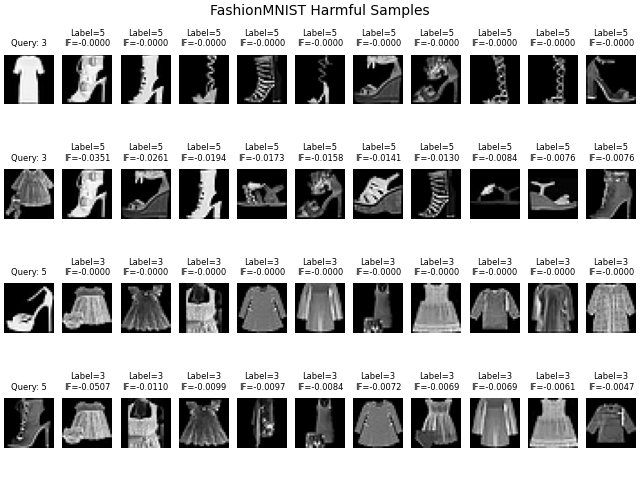 FashionMNIST Harmful Samples
Label=5 Label=5 Label=5 Label=5 Label=5 Label=5 Label=5 Label=5 Label=5 Label=5
Query: 3 IF=-0.0000 IF=-0.0000 IF=-0.0000 IF=-0.0000 IF=-0.0000 IF=-0.0000 IF=-0.0000 IF=-0.0000 IF=-0.0000 IF=-0.0000
Label=5 Label=5 Label=5 Label=5 Label=5 Label=5 Label=5 Label=5 Label=5 Label=5
Query: 3 IF=-0.0351 IF=-0.0261 IF=-0.0194 IF=-0.0173 IF=-0.0158 IF=-0.0141 IF=-0.0130 IF=-0.0084 IF=-0.0076 IF=-0.0076
Label=3 Label=3 Label=3 Label=3 Label=3 Label=3 Label=3 Label=3 Label=3 Label=3
Query: 5 IF=-0.0000 IF=-0.0000 IF=-0.0000 IF=-0.0000 IF=-0.0000 IF=-0.0000 IF=-0.0000 IF=-0.0000 IF=-0.0000 IF=-0.0000
Label=3 Label=3 Label=3 Label=3 Label=3 Label=3 Label=3 Label=3 Label=3 Label=3
Query: 5 IF=-0.0507 IF=-0.0110 IF=-0.0099 IF=-0.0097 IF=-0.0084 IF=-0.0072 IF=-0.0069 IF=-0.0069 IF=-0.0061 IF=-0.0047